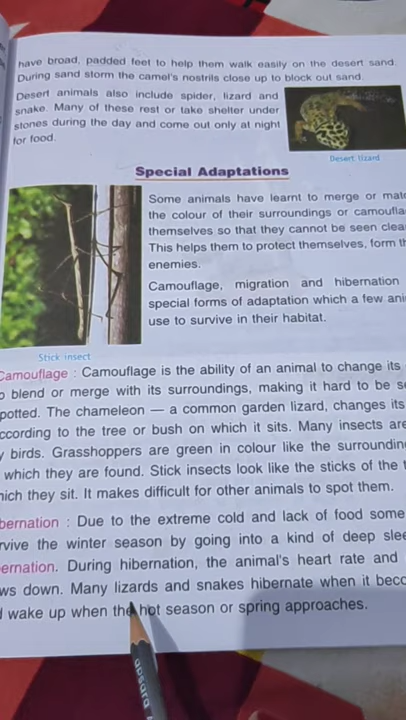 have broad, padded feet to help them walk easily on the desert sand.
During sand storm the camel's nostrils close up to block out sand.
Desert animals also include spider, lizard and
snake. Many of these rest or take shelter under
stones during the day and come out only at night
for food.
Desert lizard
Special Adaptations
Some animals have learnt to merge or
the colour of their surroundings or
themselves so that they cannot be seen
This helps them to protect themselves, form
enemies.
Camouflage, migration and hibernation
special forms of adaptation which a few
use to survive in their habitat.
Stick insect
Camouflage : Camouflage is the ability of an animal to change its
blend or merge with its surroundings, making it hard to be
potted. The chameleon — a common garden lizard, changes its
ccording to the tree or bush on which it sits. Many insects are
birds. Grasshoppers are green in colour like the
which they are found. Stick insects look like the sticks of the
hich they sit. It makes difficult for other animals to spot them.
bernation : Due to the extreme cold and lack of food some
rvive the winter season by going into a kind of deep
ernation. During hibernation, the animal's heart rate and
ws down. Many lizards and snakes hibernate when it
wake up when the hot season or spring approaches.
apsara